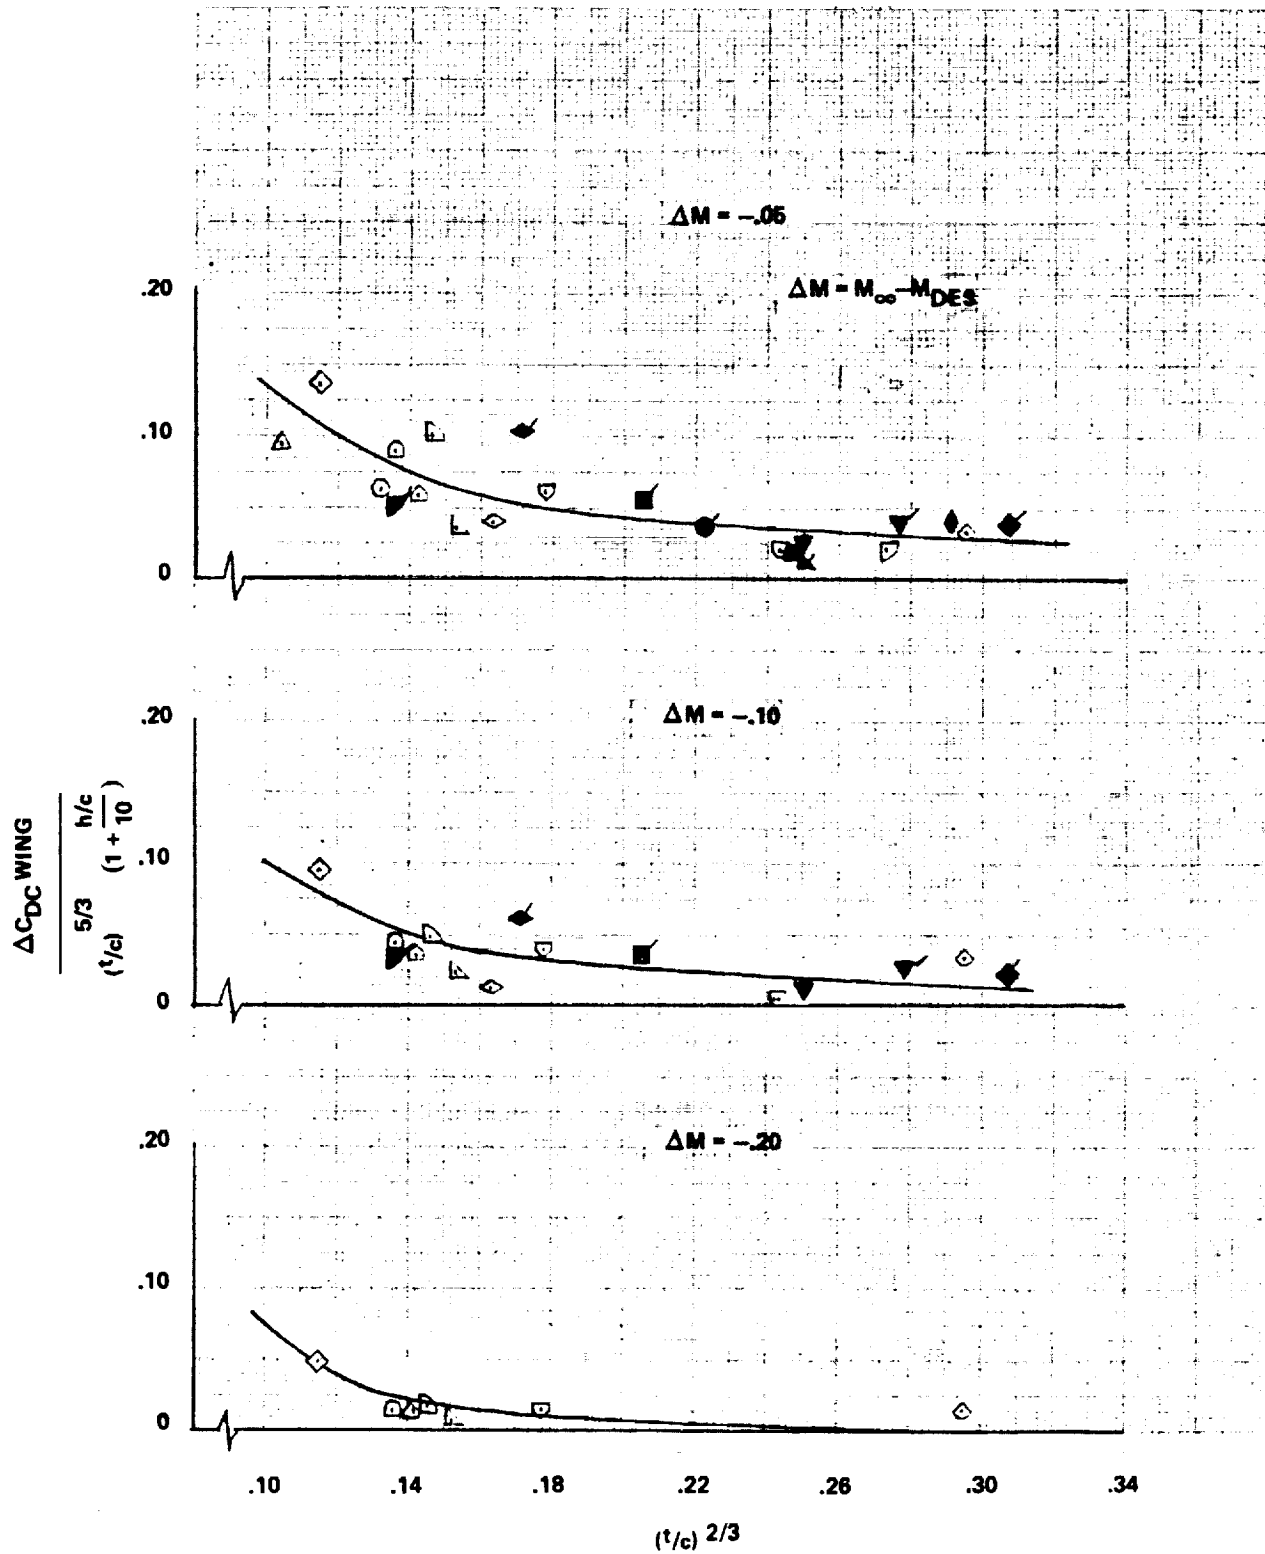 ΔM = -.05
ΔM = M∞-MDES
.20
.10
0
ΔM = -.10
.20
.10
0
ΔCDC WING
(t/c) 5/3 (1 + h/c / 10)
ΔM = -.20
.20
.10
0
.10 .14 .18 .22 .26 .30 .34
(t/c) 2/3